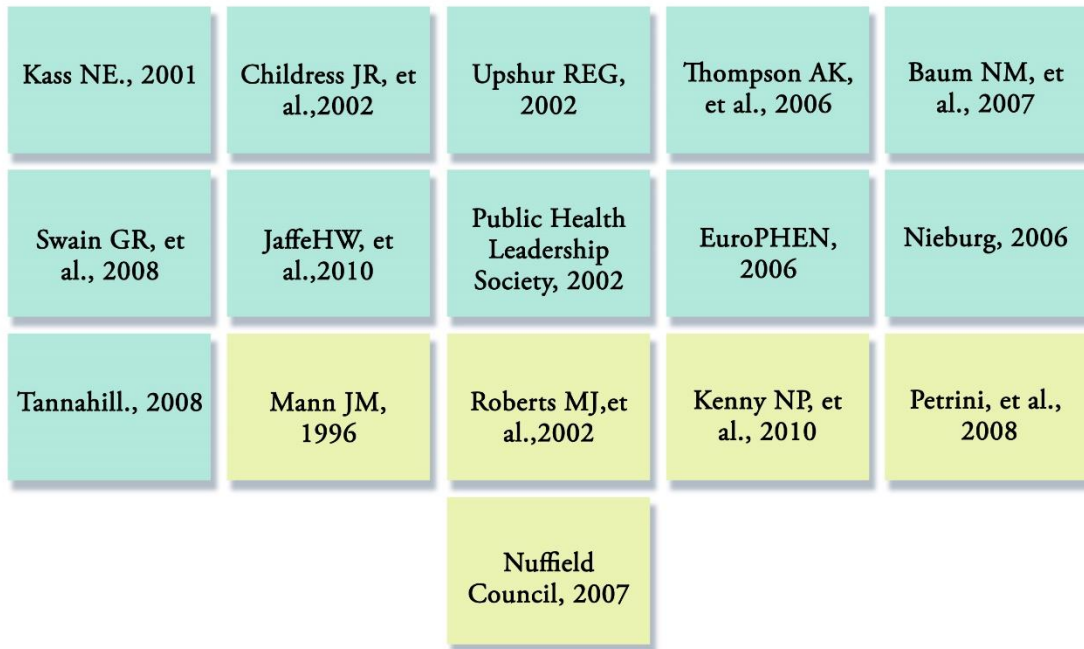 Kass NE., 2001
Childress JR, et
al.,2002
Upshur REG,
2002
Thompson AK,
et al., 2006
Baum NM, et
al., 2007
Swain GR, et
al., 2008
JaffeHW, et
al.,2010
Public Health
Leadership
Society, 2002
EuroPHEN,
2006
Nieburg, 2006
Tannahill., 2008
Mann JM,
1996
Roberts MJ,et
al.,2002
Kenny NP, et
al., 2010
Petrini, et al.,
2008
Nuffield
Council, 2007